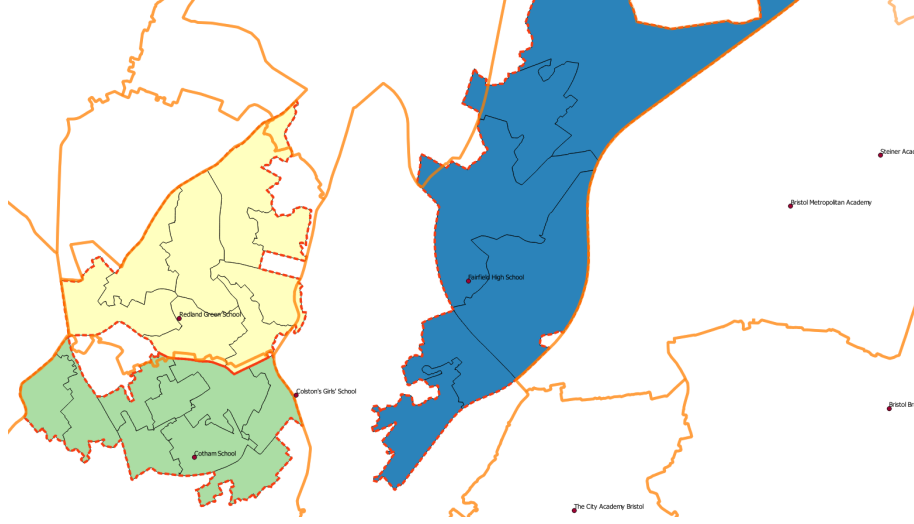 Steiner Aca
Bristol Metropolitan Academy
Fairfield High School
Redland Green School
Colston's Girls' School
Bristol Br
Cotham School
The City Academy Bristol